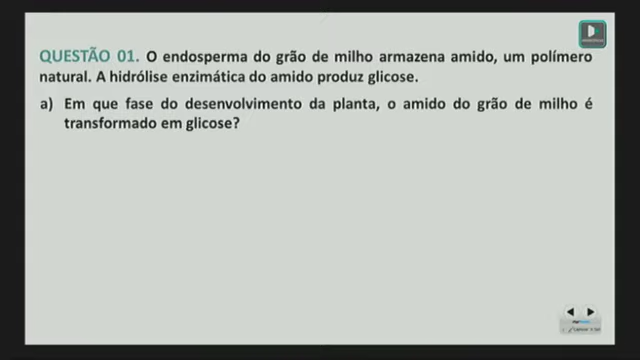 QUESTÃO 01. O endosperma do grão de milho armazena amido, um polímero
natural. A hidrólise enzimática do amido produz glicose.
a) Em que fase do desenvolvimento da planta, o amido do grão de milho é
transformado em glicose?